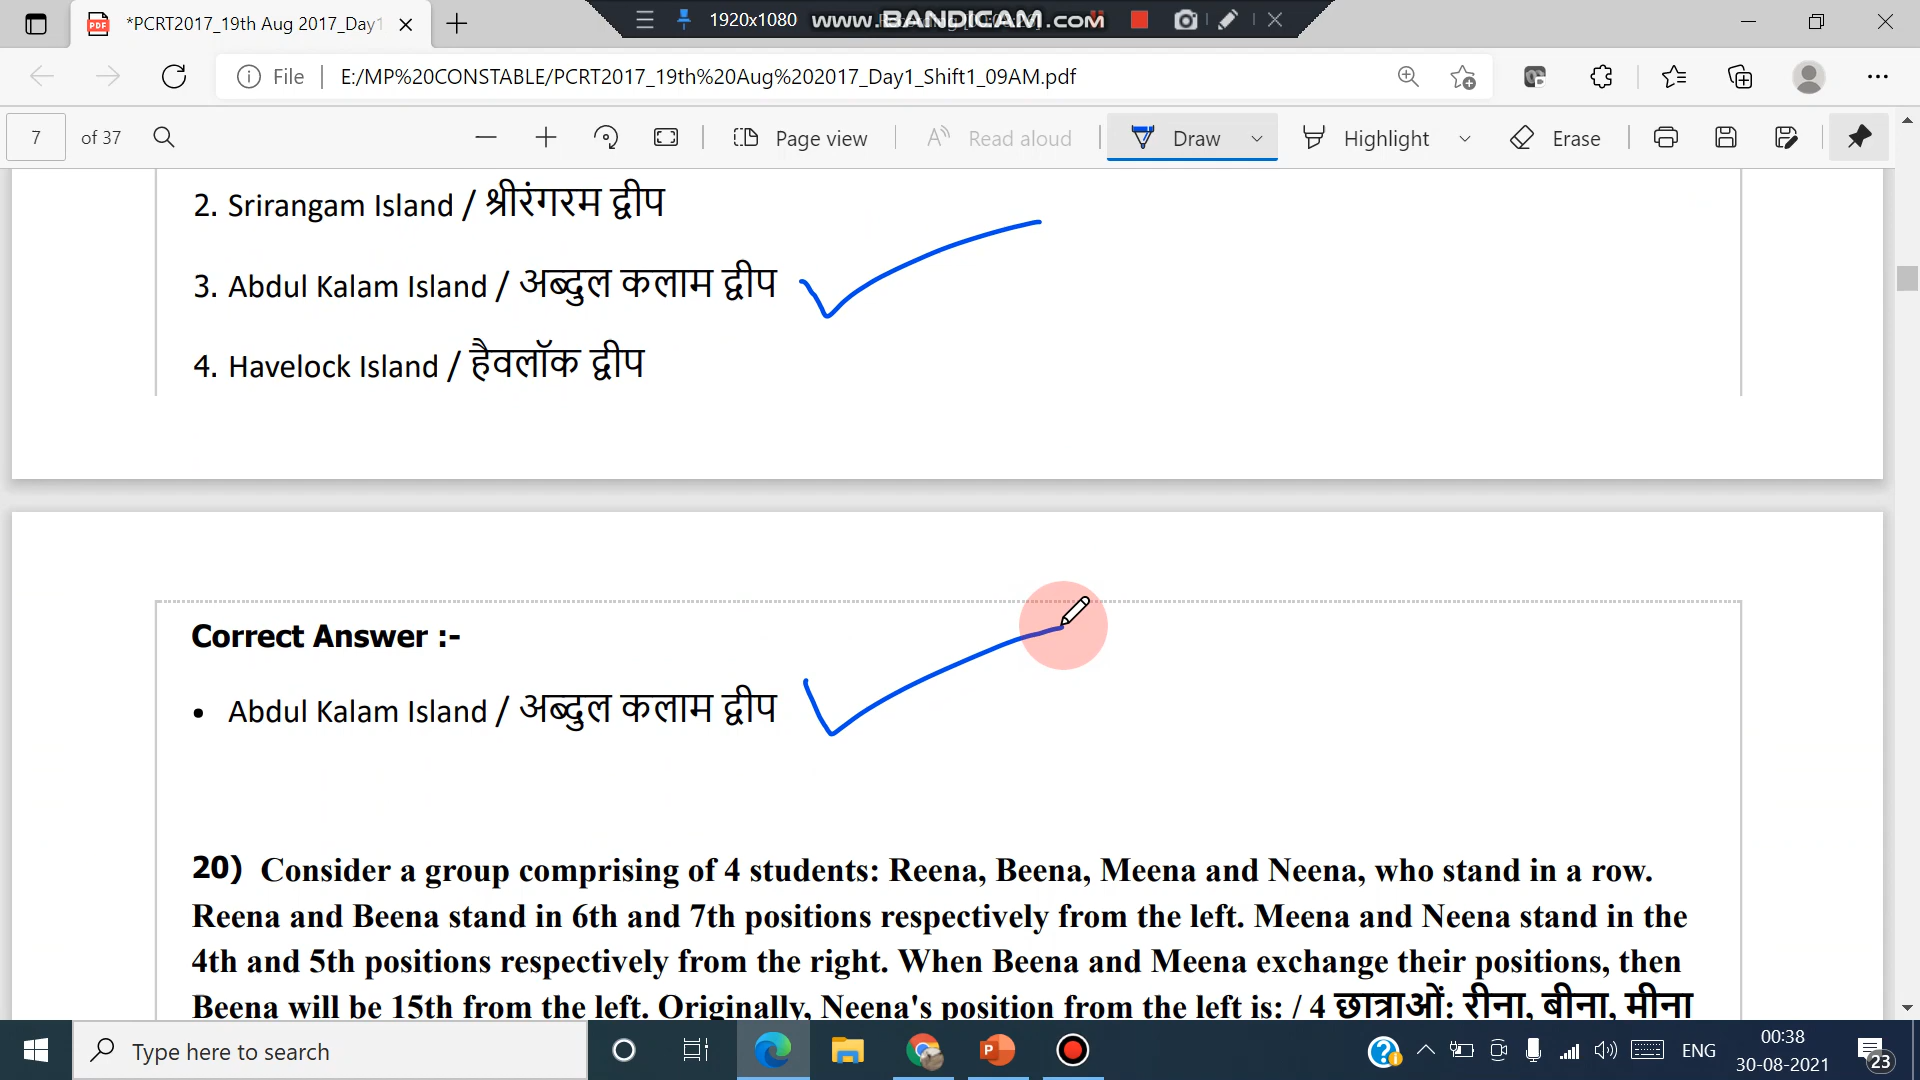 *PCRT2017_19th Aug 2017_Day1
1920x1080
www.BANDICAM.com
File
E:/MP%20CONSTABLE/PCRT2017_19th%20Aug%202017_Day1_Shift1_09AM.pdf
7 of 37
Page view
Read aloud
Draw
Highlight
Erase
2. Srirangam Island / श्रीरंगरम द्वीप
3. Abdul Kalam Island / अब्दुल कलाम द्वीप
4. Havelock Island / हैवलॉक द्वीप
Correct Answer :-
• Abdul Kalam Island / अब्दुल कलाम द्वीप
20) Consider a group comprising of 4 students: Reena, Beena, Meena and Neena, who stand in a row.
Reena and Beena stand in 6th and 7th positions respectively from the left. Meena and Neena stand in the
4th and 5th positions respectively from the right. When Beena and Meena exchange their positions, then
Beena will be 15th from the left. Originally, Neena's position from the left is: / 4 छात्राओं: रीना, बीना, मीना
Type here to search
ENG
00:38
30-08-2021
23